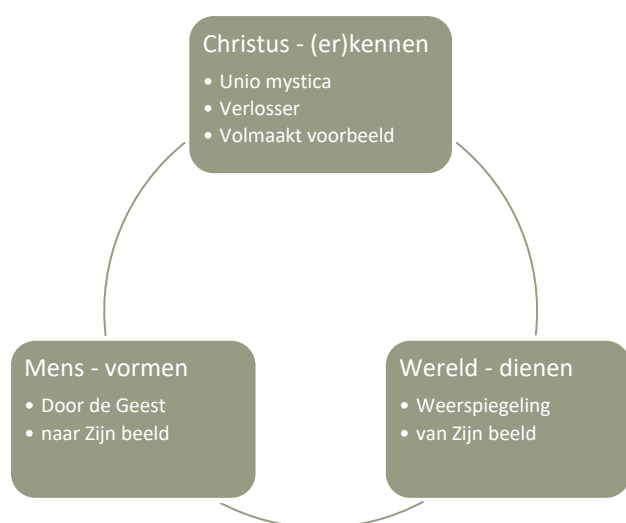 Christus - (er)kennen
• Unio mystica
• Verlosser
• Volmaakt voorbeeld
Mens - vormen
• Door de Geest
• naar Zijn beeld
Wereld - dienen
• Weerspiegeling
• van Zijn beeld